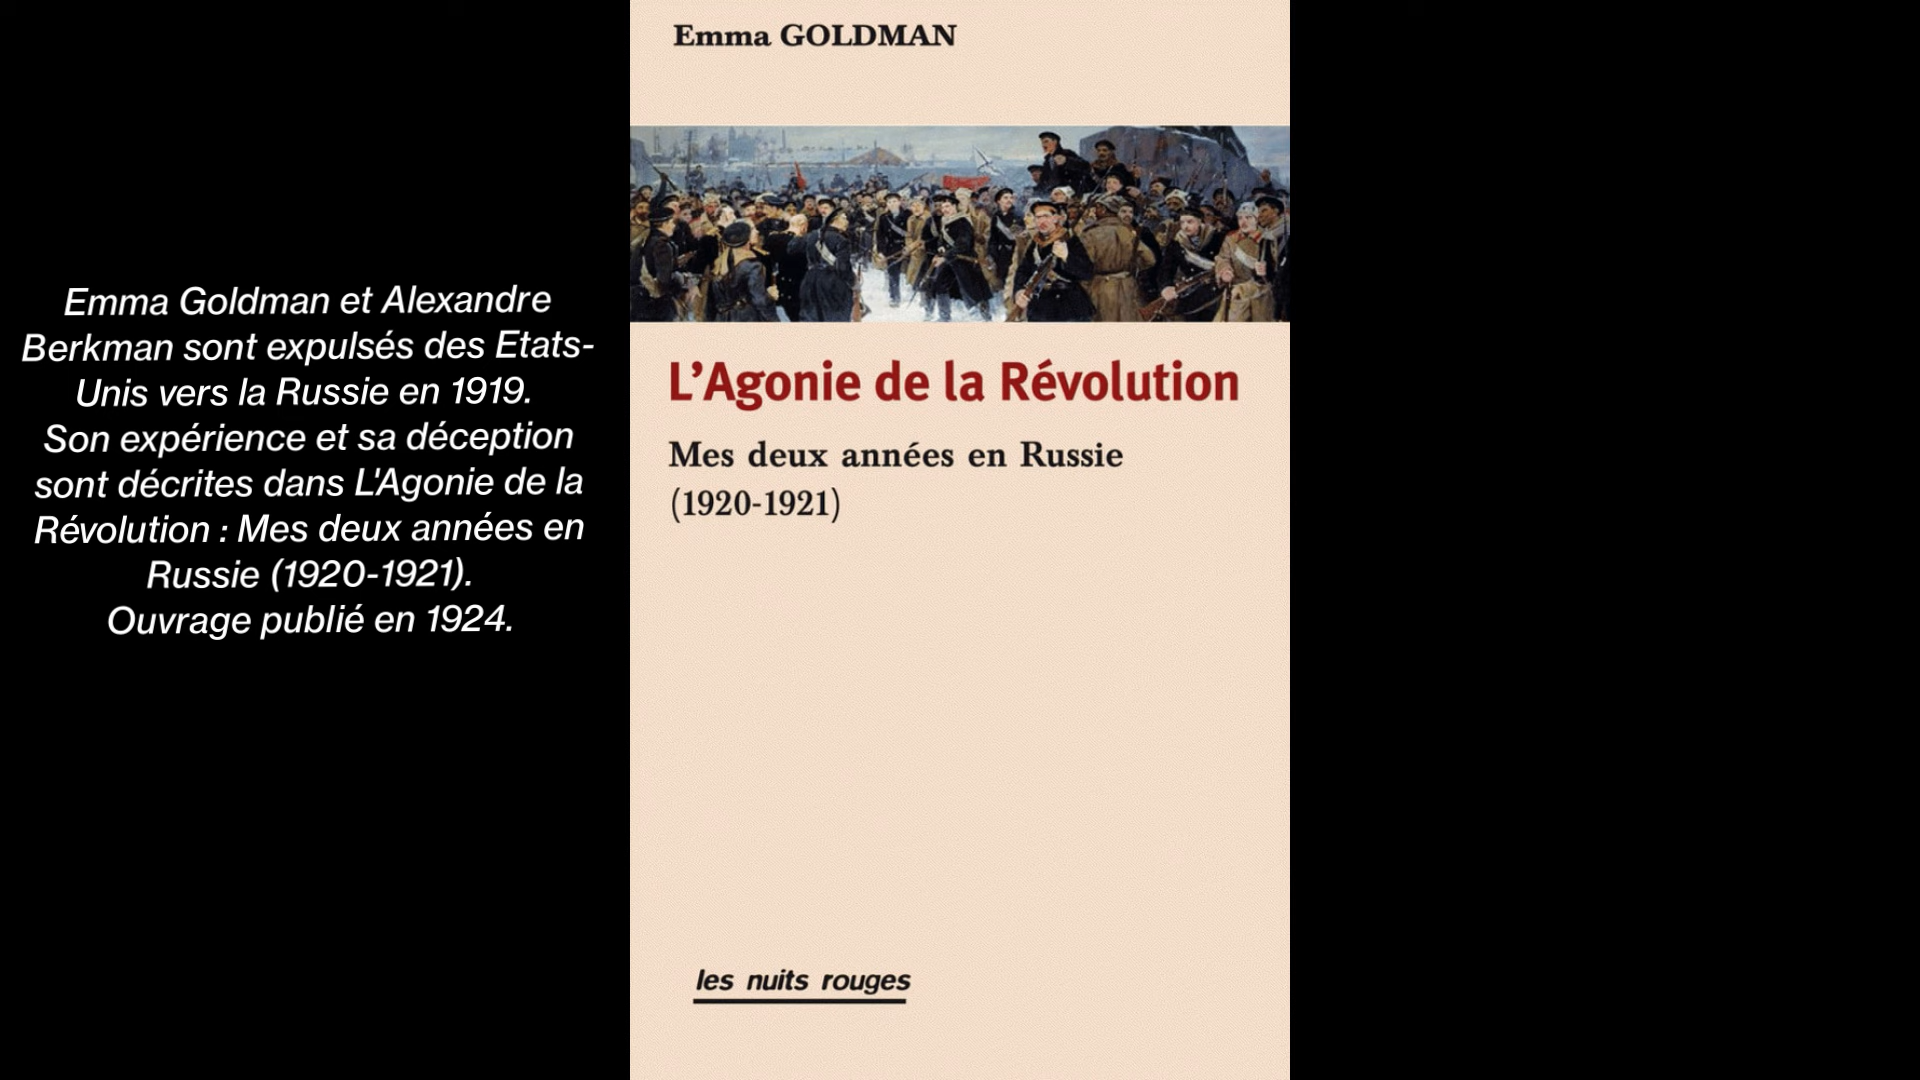 Emma Goldman et Alexandre
Berkman sont expulsés des Etats-
Unis vers la Russie en 1919.
Son expérience et sa déception
sont décrites dans L'Agonie de la
Révolution : Mes deux années en
Russie (1920-1921).
Ouvrage publié en 1924.
Emma GOLDMAN
L’Agonie de la Révolution
Mes deux années en Russie
(1920-1921)
les nuits rouges